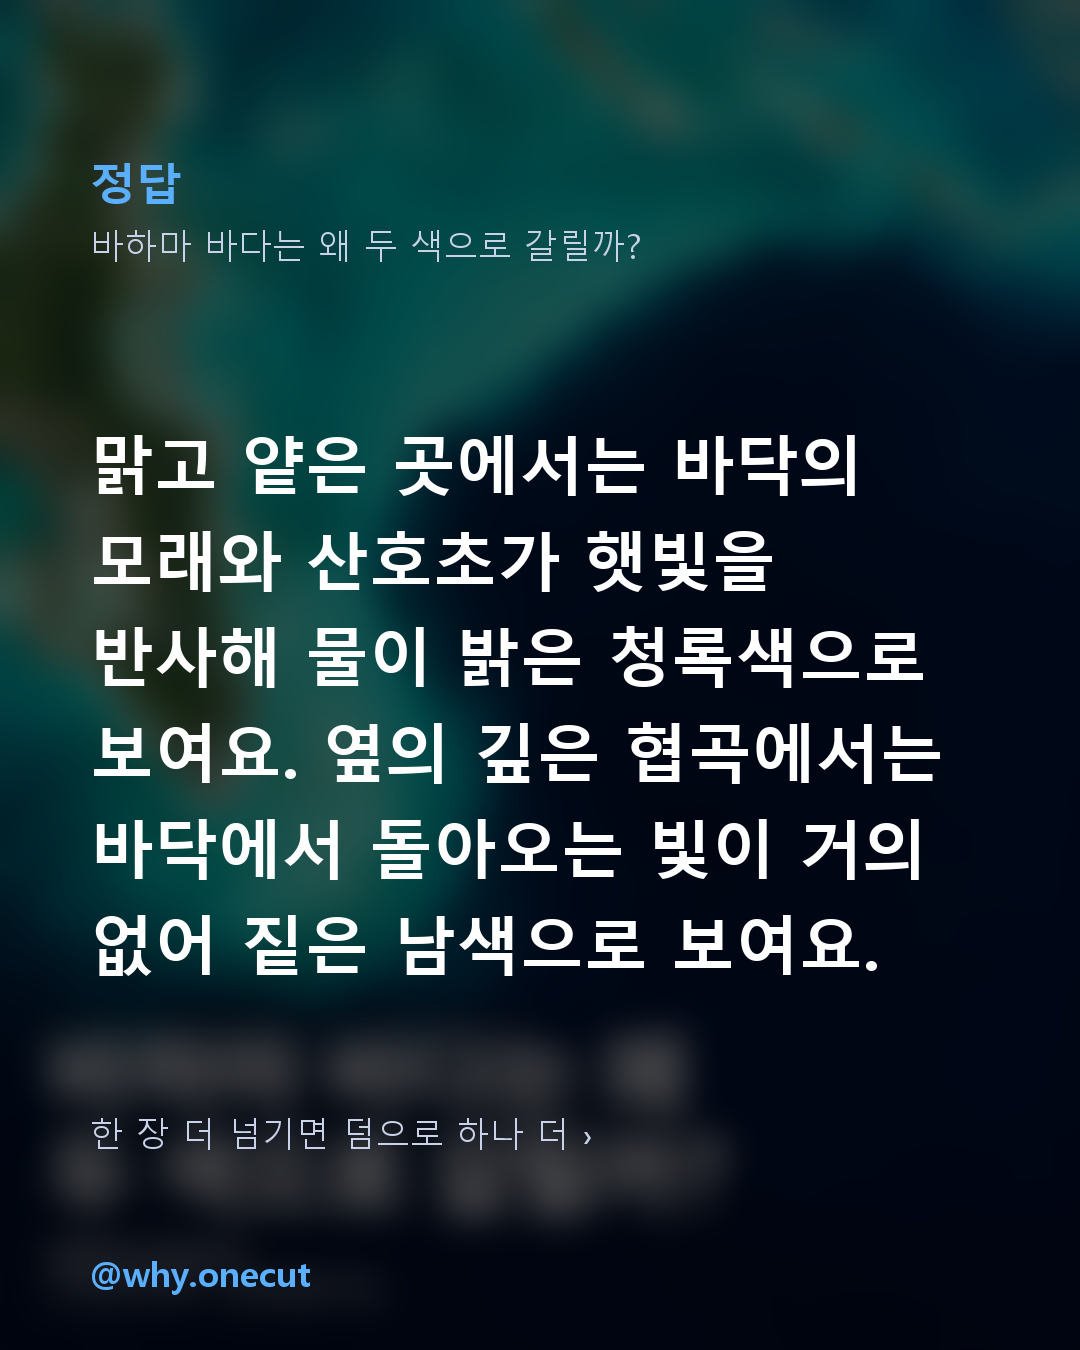 정답
바하마 바다는 왜 두 색으로 갈릴까?
맑고 얕은 곳에서는 바닥의
모래와 산호초가 햇빛을
반사해 물이 밝은 청록색으로
보여요. 옆의 깊은 협곡에서는
바닥에서 돌아오는 빛이 거의
없어 짙은 남색으로 보여요.
한 장 더 넘기면 덤으로 하나 더 ›
@why.onecut